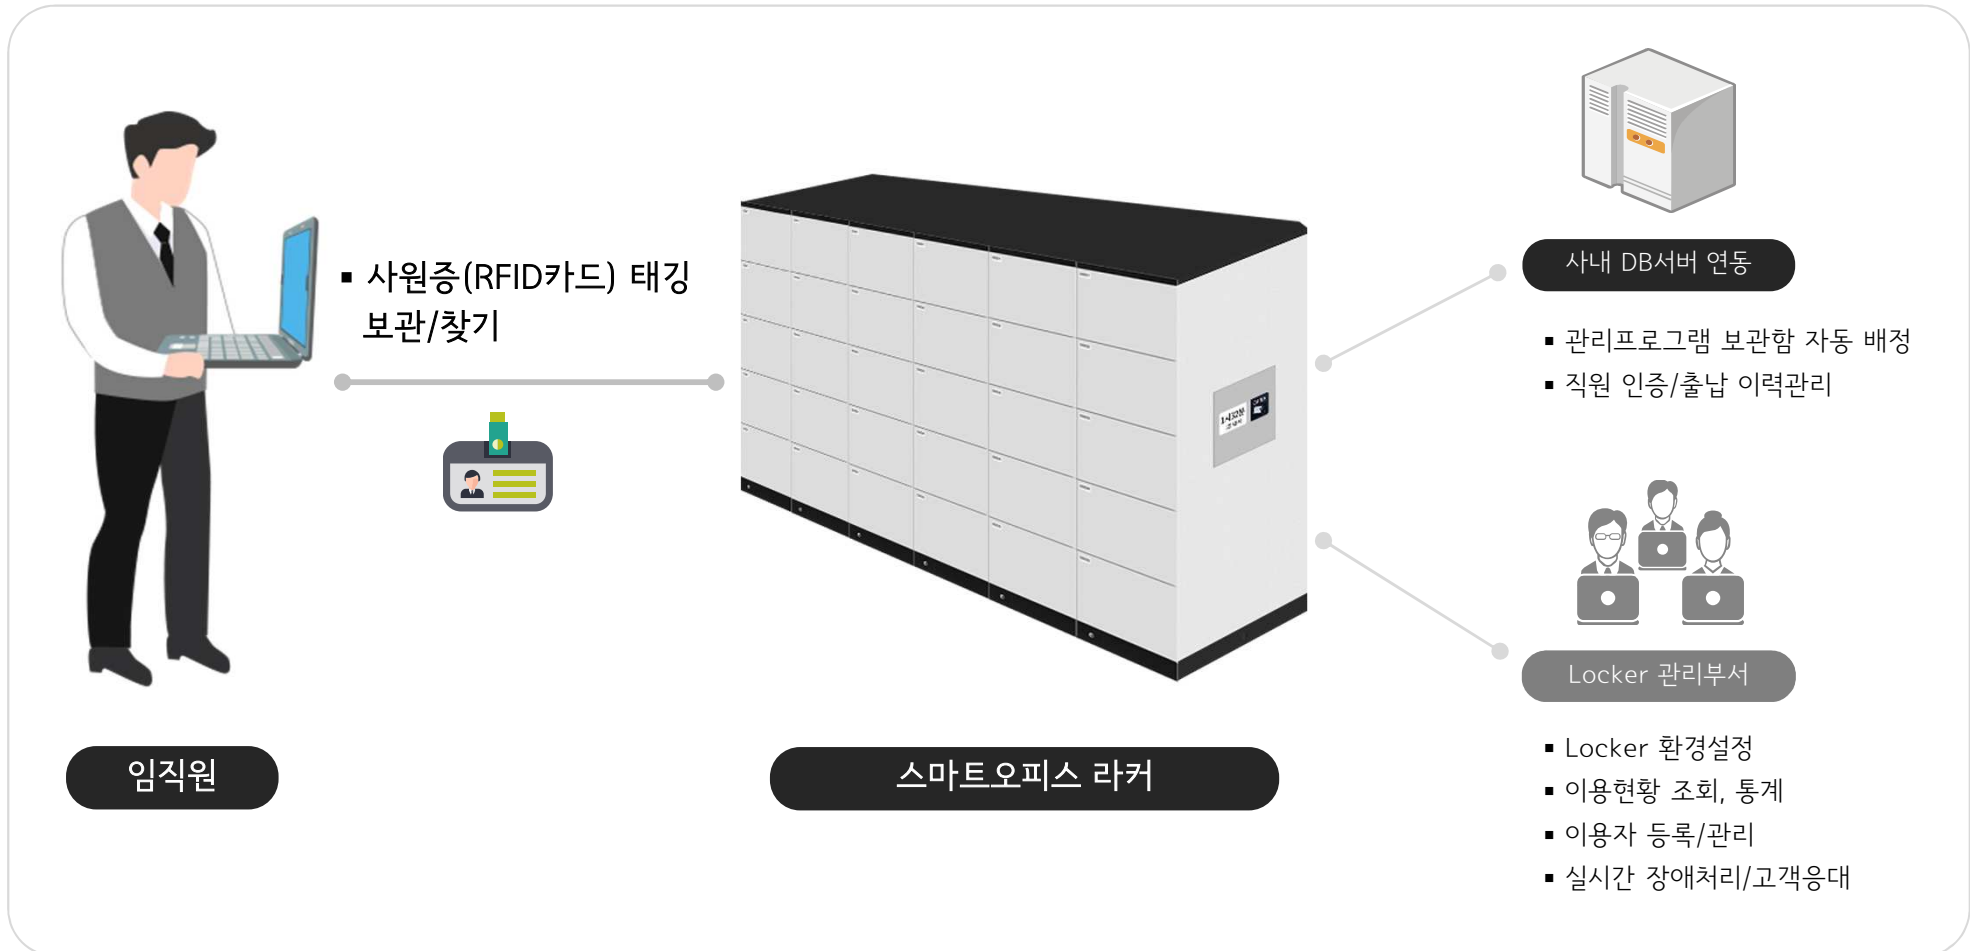 ▪ 사원증(RFID카드) 태깅
보관/찾기
임직원
스마트오피스 라커
사내 DB서버 연동
▪ 관리프로그램 보관함 자동 배정
▪ 직원 인증/출납 이력관리
Locker 관리부서
▪ Locker 환경설정
▪ 이용현황 조회, 통계
▪ 이용자 등록/관리
▪ 실시간 장애처리/고객응대